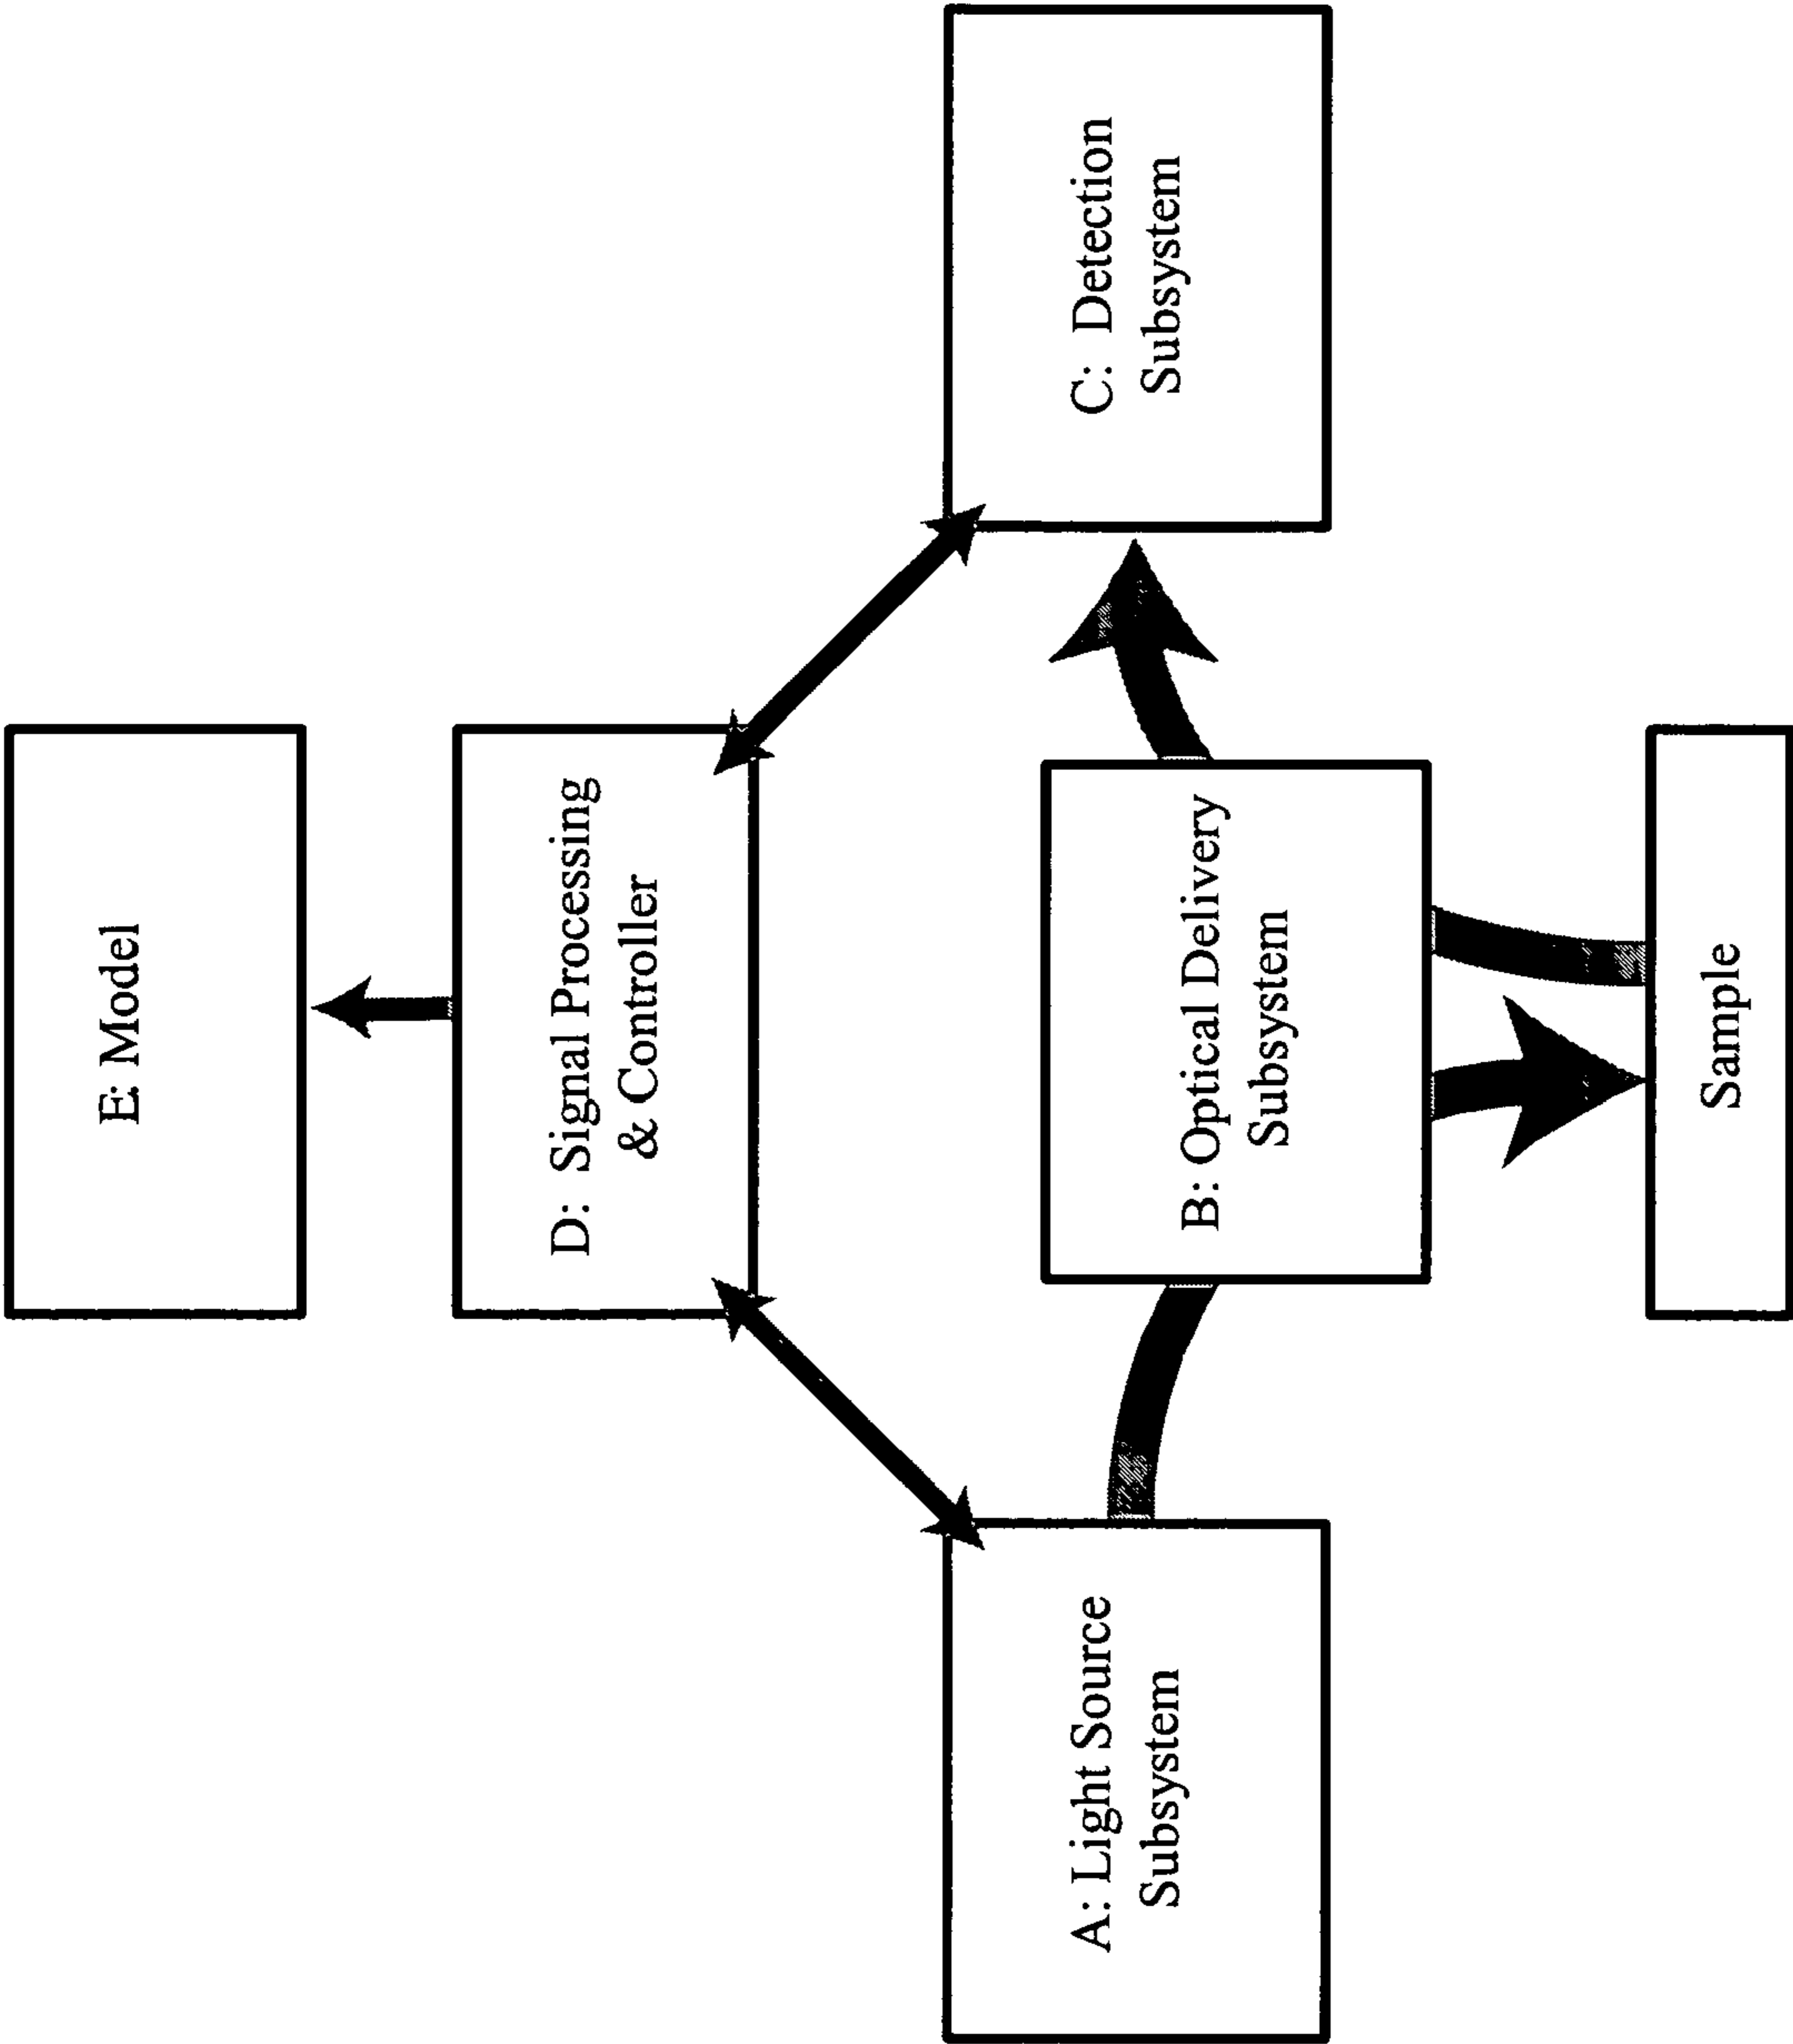 E: Model
D: Signal Processing
& Controller
A: Light Source
Subsystem
B: Optical Delivery
Subsystem
C: Detection
Subsystem
Sample